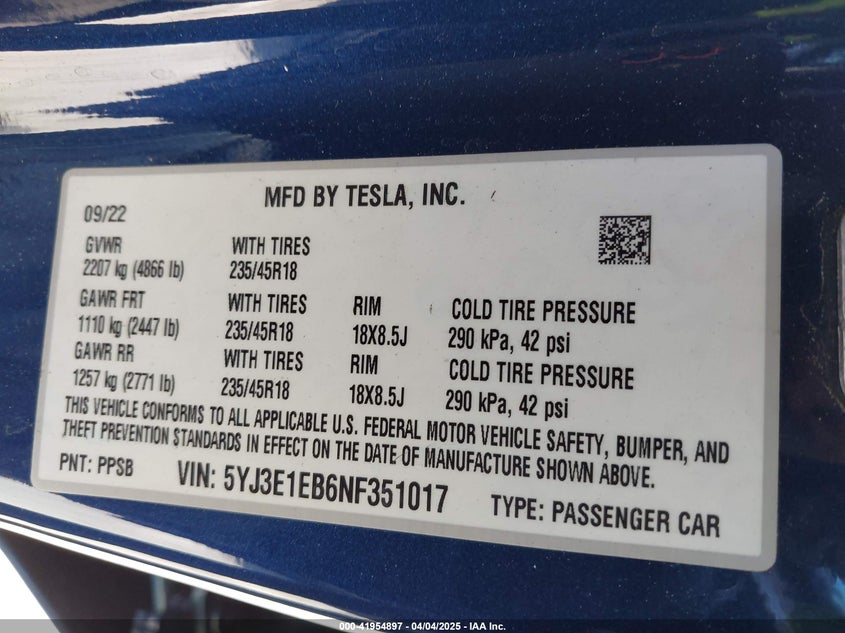 MFD BY TESLA, INC.
09/22
GVWR WITH TIRES
2207 kg (4866 lb) 235/45R18
GAWR FRT WITH TIRES RIM COLD TIRE PRESSURE
1110 kg (2447 lb) 235/45R18 18X8.5J 290 kPa, 42 psi
GAWR RR WITH TIRES RIM COLD TIRE PRESSURE
1257 kg (2771 lb) 235/45R18 18X8.5J 290 kPa, 42 psi
THIS VEHICLE CONFORMS TO ALL APPLICABLE U.S. FEDERAL MOTOR VEHICLE SAFETY, BUMPER, AND
THEFT PREVENTION STANDARDS IN EFFECT ON THE DATE OF MANUFACTURE SHOWN ABOVE.
PNT: PPSB VIN: 5YJ3E1EB6NF351017 TYPE: PASSENGER CAR
000-41954897 - 04/04/2025 - IAA Inc.